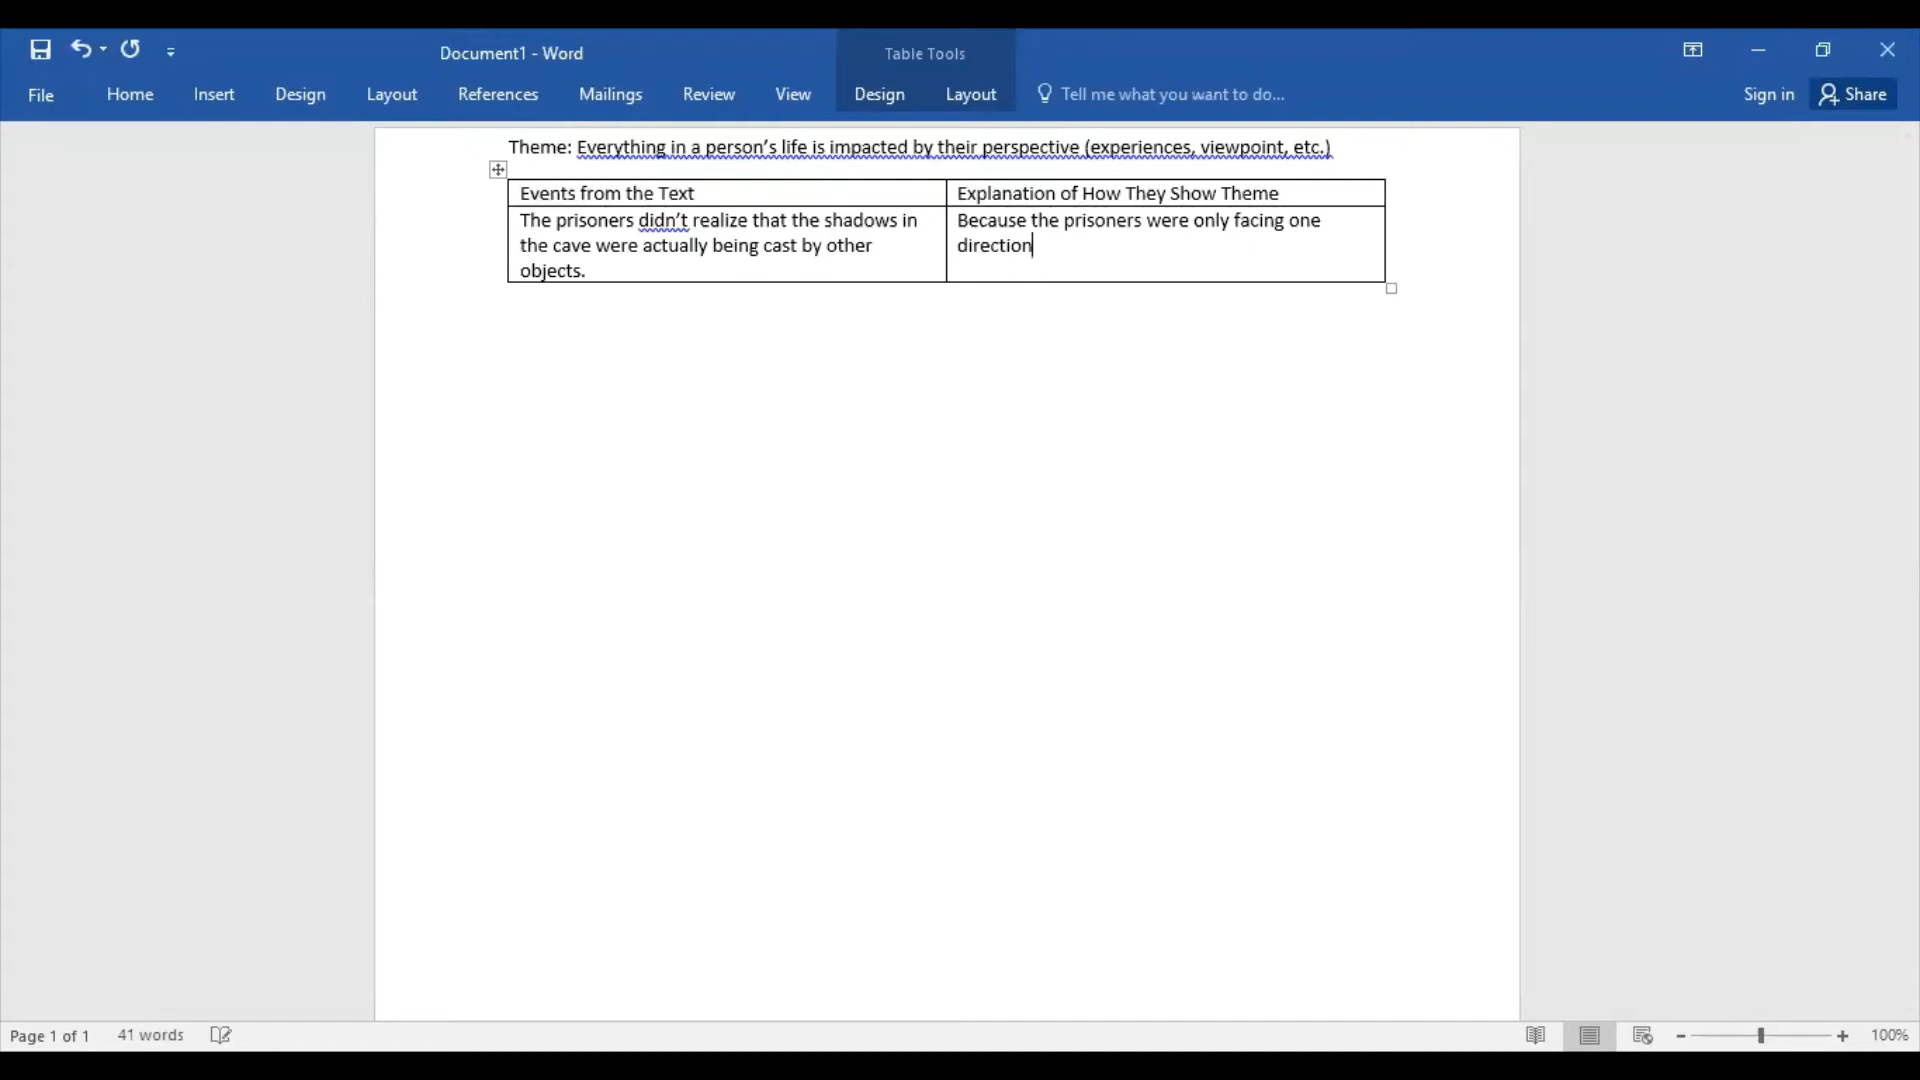 Document1 - Word
Table Tools
File Home Insert Design Layout References Mailings Review View Design Layout Tell me what you want to do... Sign in Share
Theme: Everything in a person’s life is impacted by their perspective (experiences, viewpoint, etc.)
Events from the Text
Explanation of How They Show Theme
The prisoners didn’t realize that the shadows in
the cave were actually being cast by other
objects.
Because the prisoners were only facing one
direction
Page 1 of 1 41 words 100%